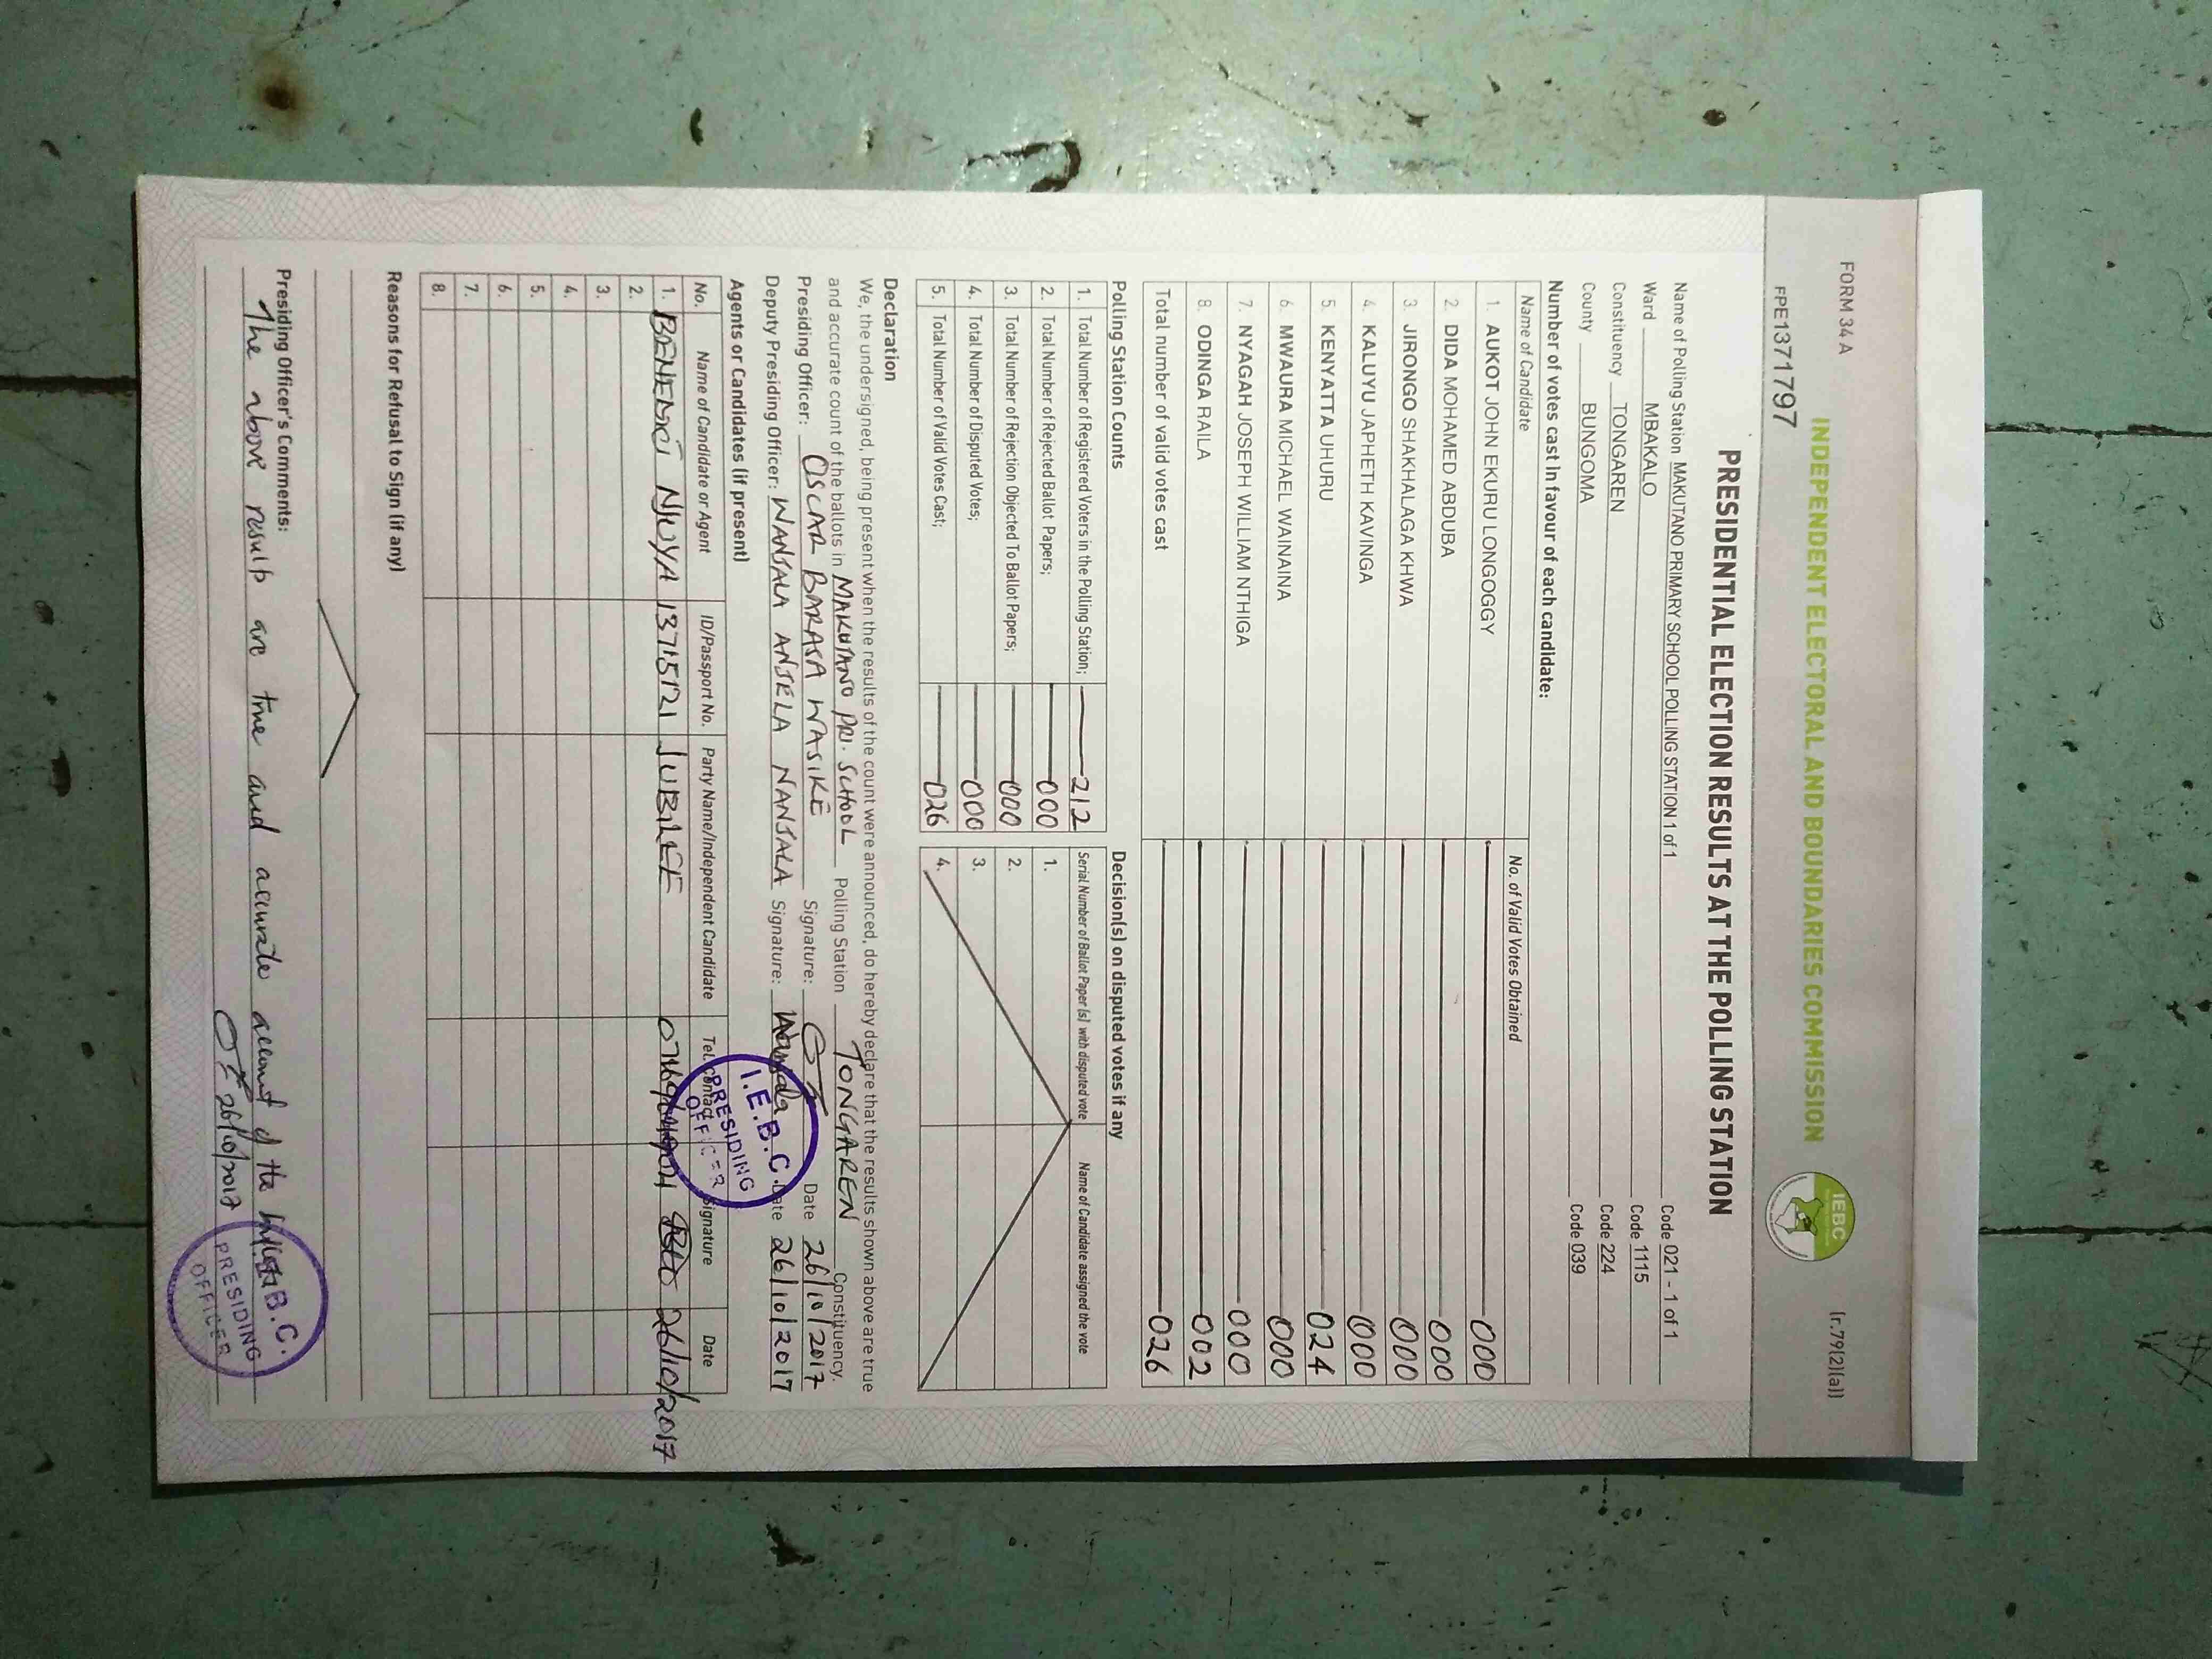 FORM 34 A
(r.79(2)(a))
INDEPENDENT ELECTORAL AND BOUNDARIES COMMISSION
IEBC
FPE1371797
PRESIDENTIAL ELECTION RESULTS AT THE POLLING STATION
Name of Polling Station MAKUTANO PRIMARY SCHOOL POLLING STATION 1 of 1 Code 021 - 1 of 1
Ward MBAKALO Code 1115
Constituency TONGAREN Code 224
County BUNGOMA Code 039
Number of votes cast in favour of each candidate:
Name of Candidate No. of Valid Votes Obtained
1. AUKOT JOHN EKURU LONGOGGY 000
2. DIDA MOHAMED ABDUBA 000
3. JIRONGO SHAKHALAGA KHWA 000
4. KALUYU JAPHETH KAVINGA 000
5. KENYATTA UHURU 024
6. MWAURA MICHAEL WAINAINA 000
7. NYAGAH JOSEPH WILLIAM NTHIGA 000
8. ODINGA RAILA 002
Total number of valid votes cast 026
Polling Station Counts
1. Total Number of Registered Voters in the Polling Station; 212
2. Total Number of Rejected Ballot Papers; 000
3. Total Number of Rejection Objected To Ballot Papers; 000
4. Total Number of Disputed Votes; 000
5. Total Number of Valid Votes Cast; 026
Decision(s) on disputed votes if any
Serial Number of Ballot Paper (s) with disputed vote Name of Candidate assigned the vote
1.
2.
3.
4.
Declaration
We, the undersigned, being present when the results of the count were announced, do hereby declare that the results shown above are true
and accurate count of the ballots in MAKUTANO PRI. SCHOOL Polling Station TONGAREN Constituency.
Presiding Officer: OSCAR BARASA WASIKE Signature: Date 26/10/2017
Deputy Presiding Officer: WANJALA ANJELA NANJALA Signature: Date 26/10/2017
I.E.B.C.
PRESIDING
OFFICER
Agents or Candidates (if present)
No. Name of Candidate or Agent ID/Passport No. Party Name/Independent Candidate Tel. Contact Signature Date
1. NJUYA 13715121 JUBILEE 26/10/2017
2.
3.
4.
5.
6.
7.
8.
Reasons for Refusal to Sign (if any)
Presiding Officer's Comments:
The above result are true and accurate account of the
26/10/2017
B.C.
PRESIDING
OFFICER